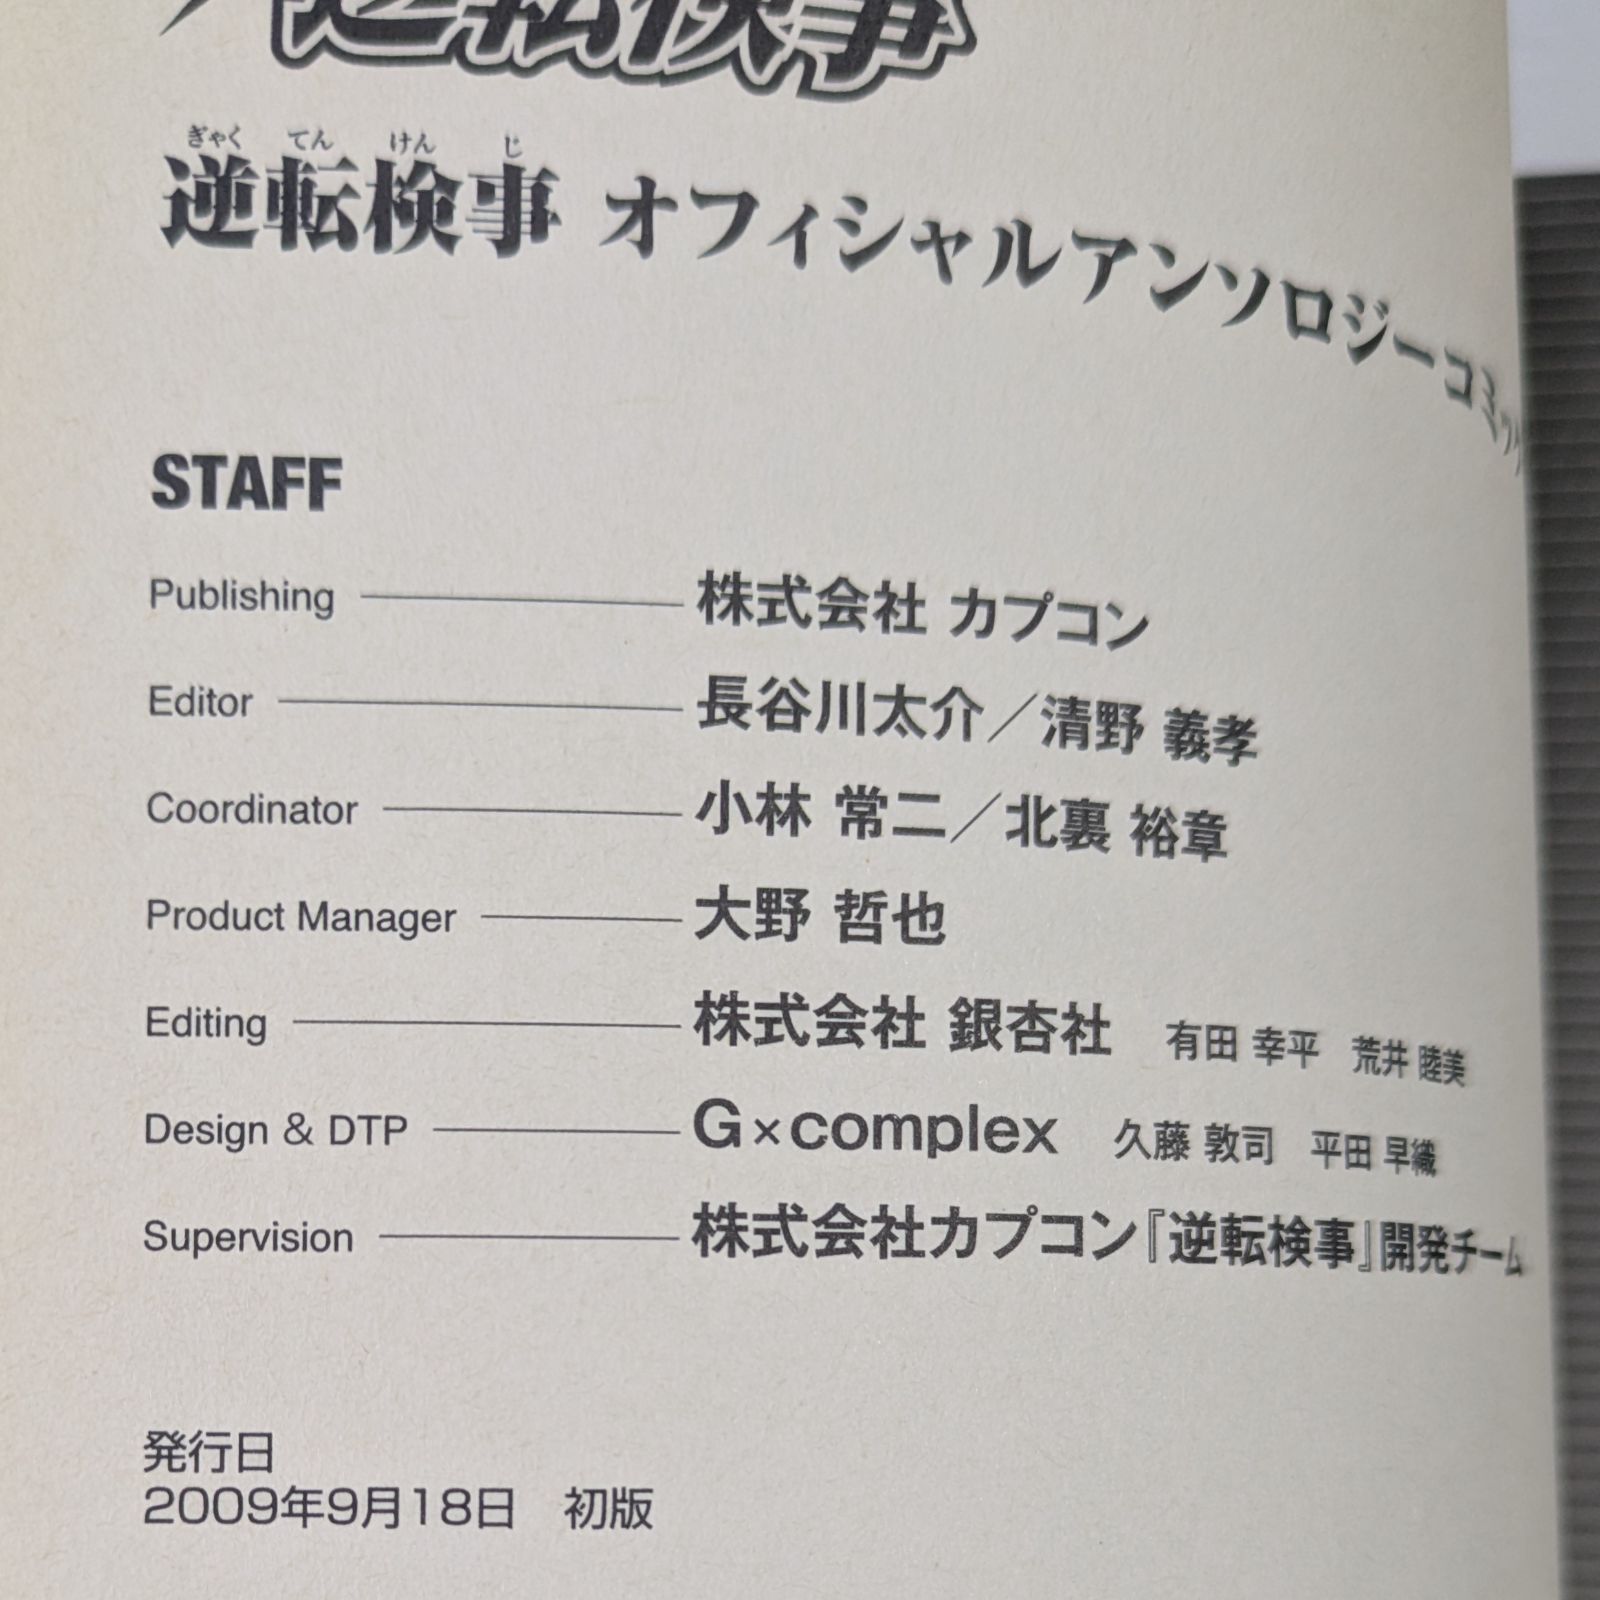 逆転検事
ぎゃく てん けん じ
逆転検事 オフィシャルアンソロジーコミック
STAFF
Publishing 株式会社 カプコン
Editor 長谷川太介／清野 義孝
Coordinator 小林 常二／北裏 裕章
Product Manager 大野 哲也
Editing 株式会社 銀杏社 有田 幸平 荒井 睦美
Design & DTP G×complex 久藤 敦司 平田 早織
Supervision 株式会社カプコン『逆転検事』開発チーム
発行日
2009年9月18日 初版